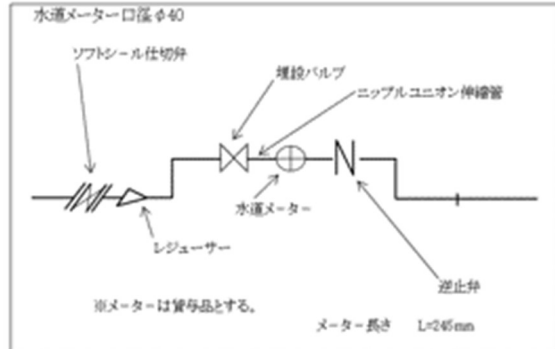 水道メーター口径φ40
ソフトシール仕切弁
埋設バルブ
ニップルユニオン伸縮管
水道メーター
レジューサー
逆止弁
※メーターは貸与品とする。
メーター長さ L=245mm